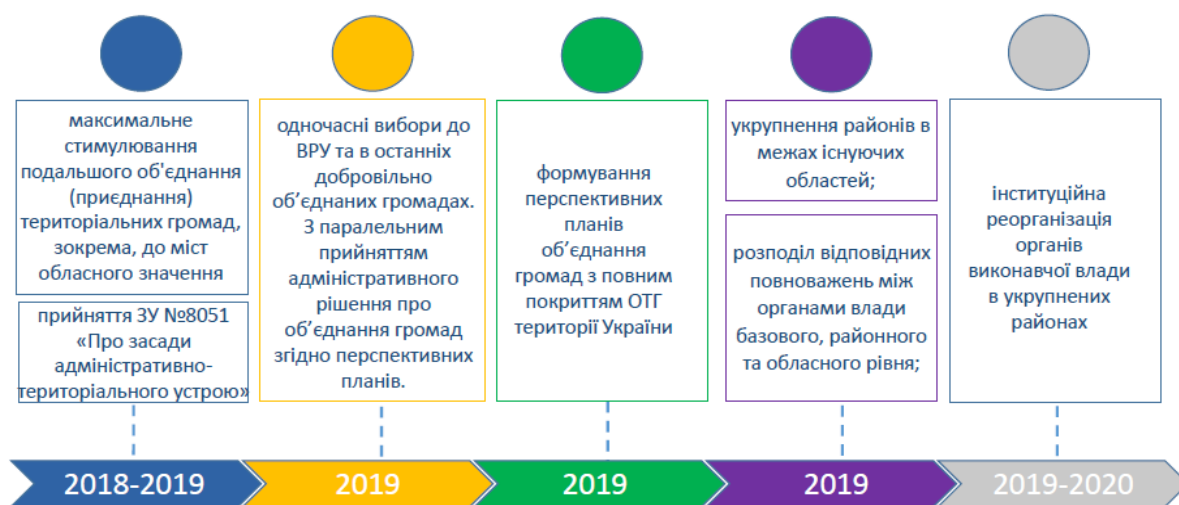 максимальне
стимулювання
подальшого об'єднання
(приєднання)
територіальних громад,
зокрема, до міст
обласного значення
прийняття ЗУ №8051
«Про засади
адміністративно-
територіального устрою»
одночасні вибори до
ВРУ та в останніх
добровільно
об’єднаних громадах.
З паралельним
прийняттям
адміністративного
рішення про
об’єднання громад
згідно перспективних
планів.
формування
перспективних
планів
об’єднання
громад з повним
покриттям ОТГ
території України
укрупнення районів в
межах існуючих
областей;
розподіл відповідних
повноважень між
органами влади
базового, районного
та обласного рівня;
інституційна
реорганізація
органів
виконавчої влади
в укрупнених
районах
2018-2019
2019
2019
2019
2019-2020